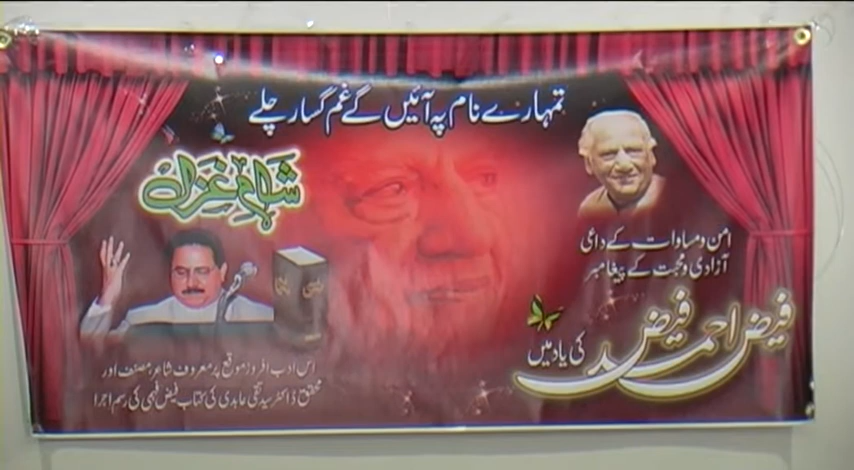 تمہارے نام پہ آئیں گے غم گسار چلے
شامِ غزل
امن و مساوات کے داعی
آزادی و محبت کے پیغامبر
فیض احمد فیض
کی یاد میں
اس ادب افروز موقع پر معروف شاعر مصنف اور
محقق ڈاکٹر سید تقی عابدی کی کتاب فیض فہمی کی رسم اجرا